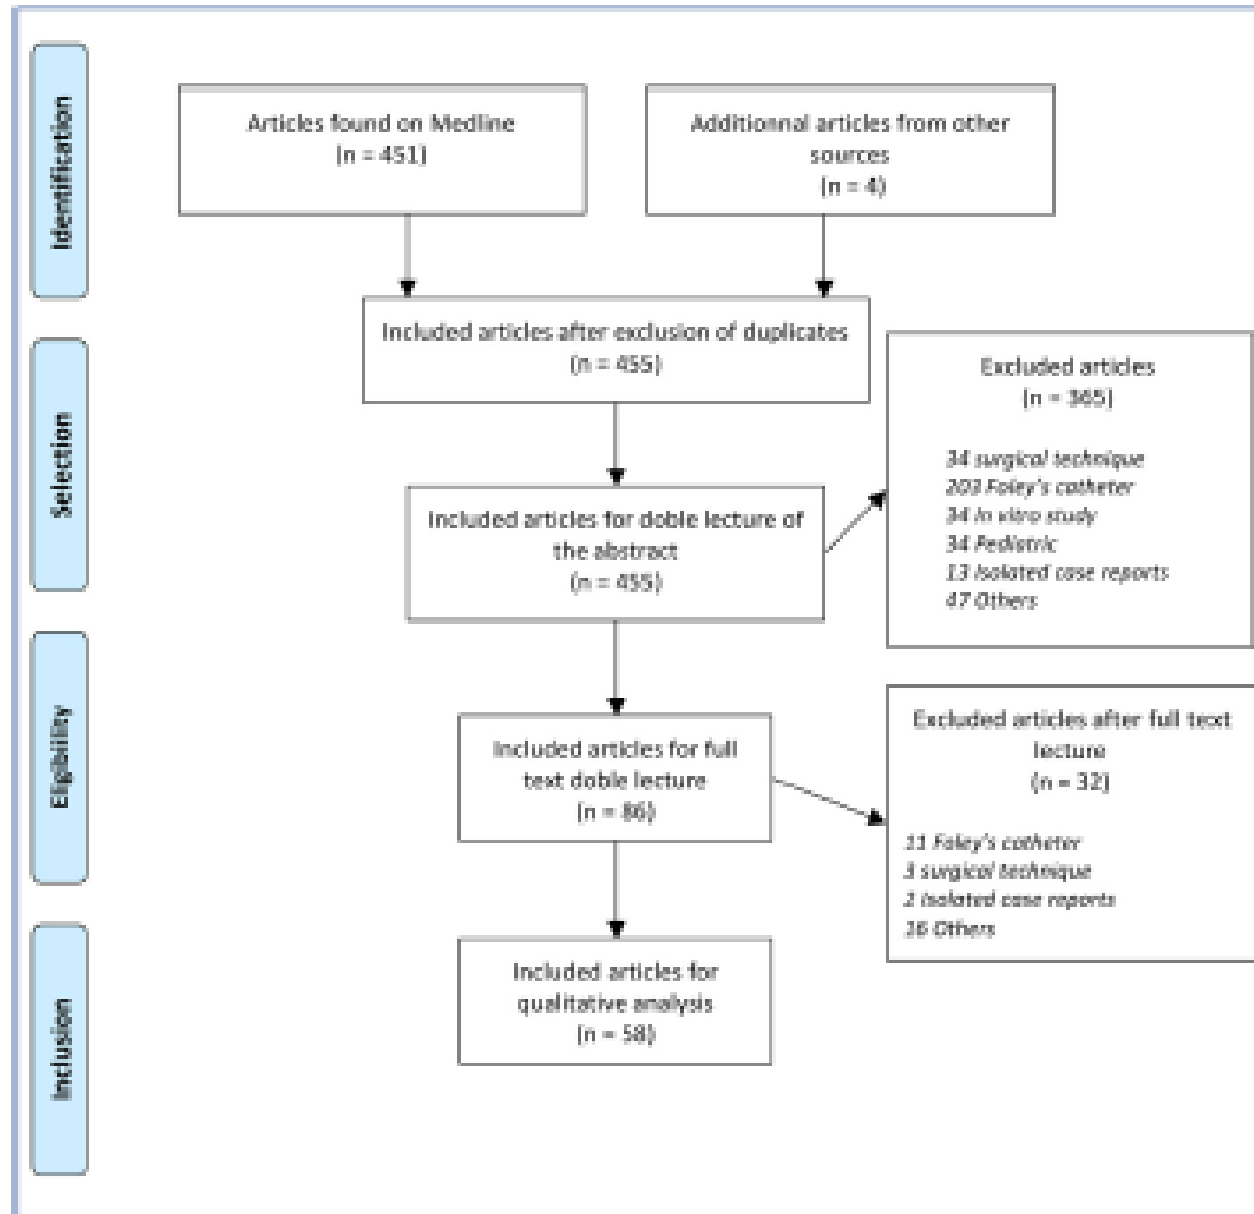 Identification
Articles found on Medline
(n = 451)
Additionnal articles from other
sources
(n = 4)
Included articles after exclusion of duplicates
(n = 455)
Selection
Included articles for doble lecture of
the abstract
(n = 455)
Excluded articles
(n = 365)
34 surgical technique
203 Foley's catheter
34 In vitro study
34 Pediatric
13 Isolated case reports
47 Others
Eligibility
Included articles for full
text doble lecture
(n = 86)
Excluded articles after full text
lecture
(n = 32)
11 Foley's catheter
3 surgical technique
2 Isolated case reports
16 Others
Inclusion
Included articles for
qualitative analysis
(n = 58)